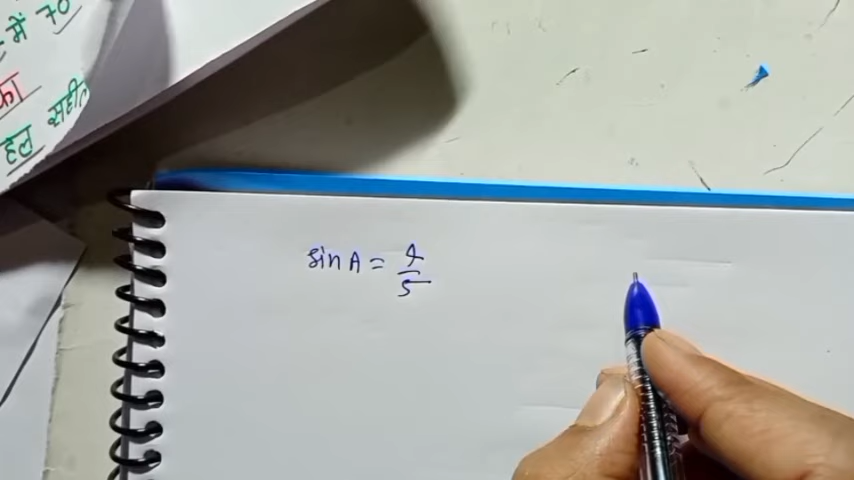 में 70
का
हल सही
sin A = 4/5